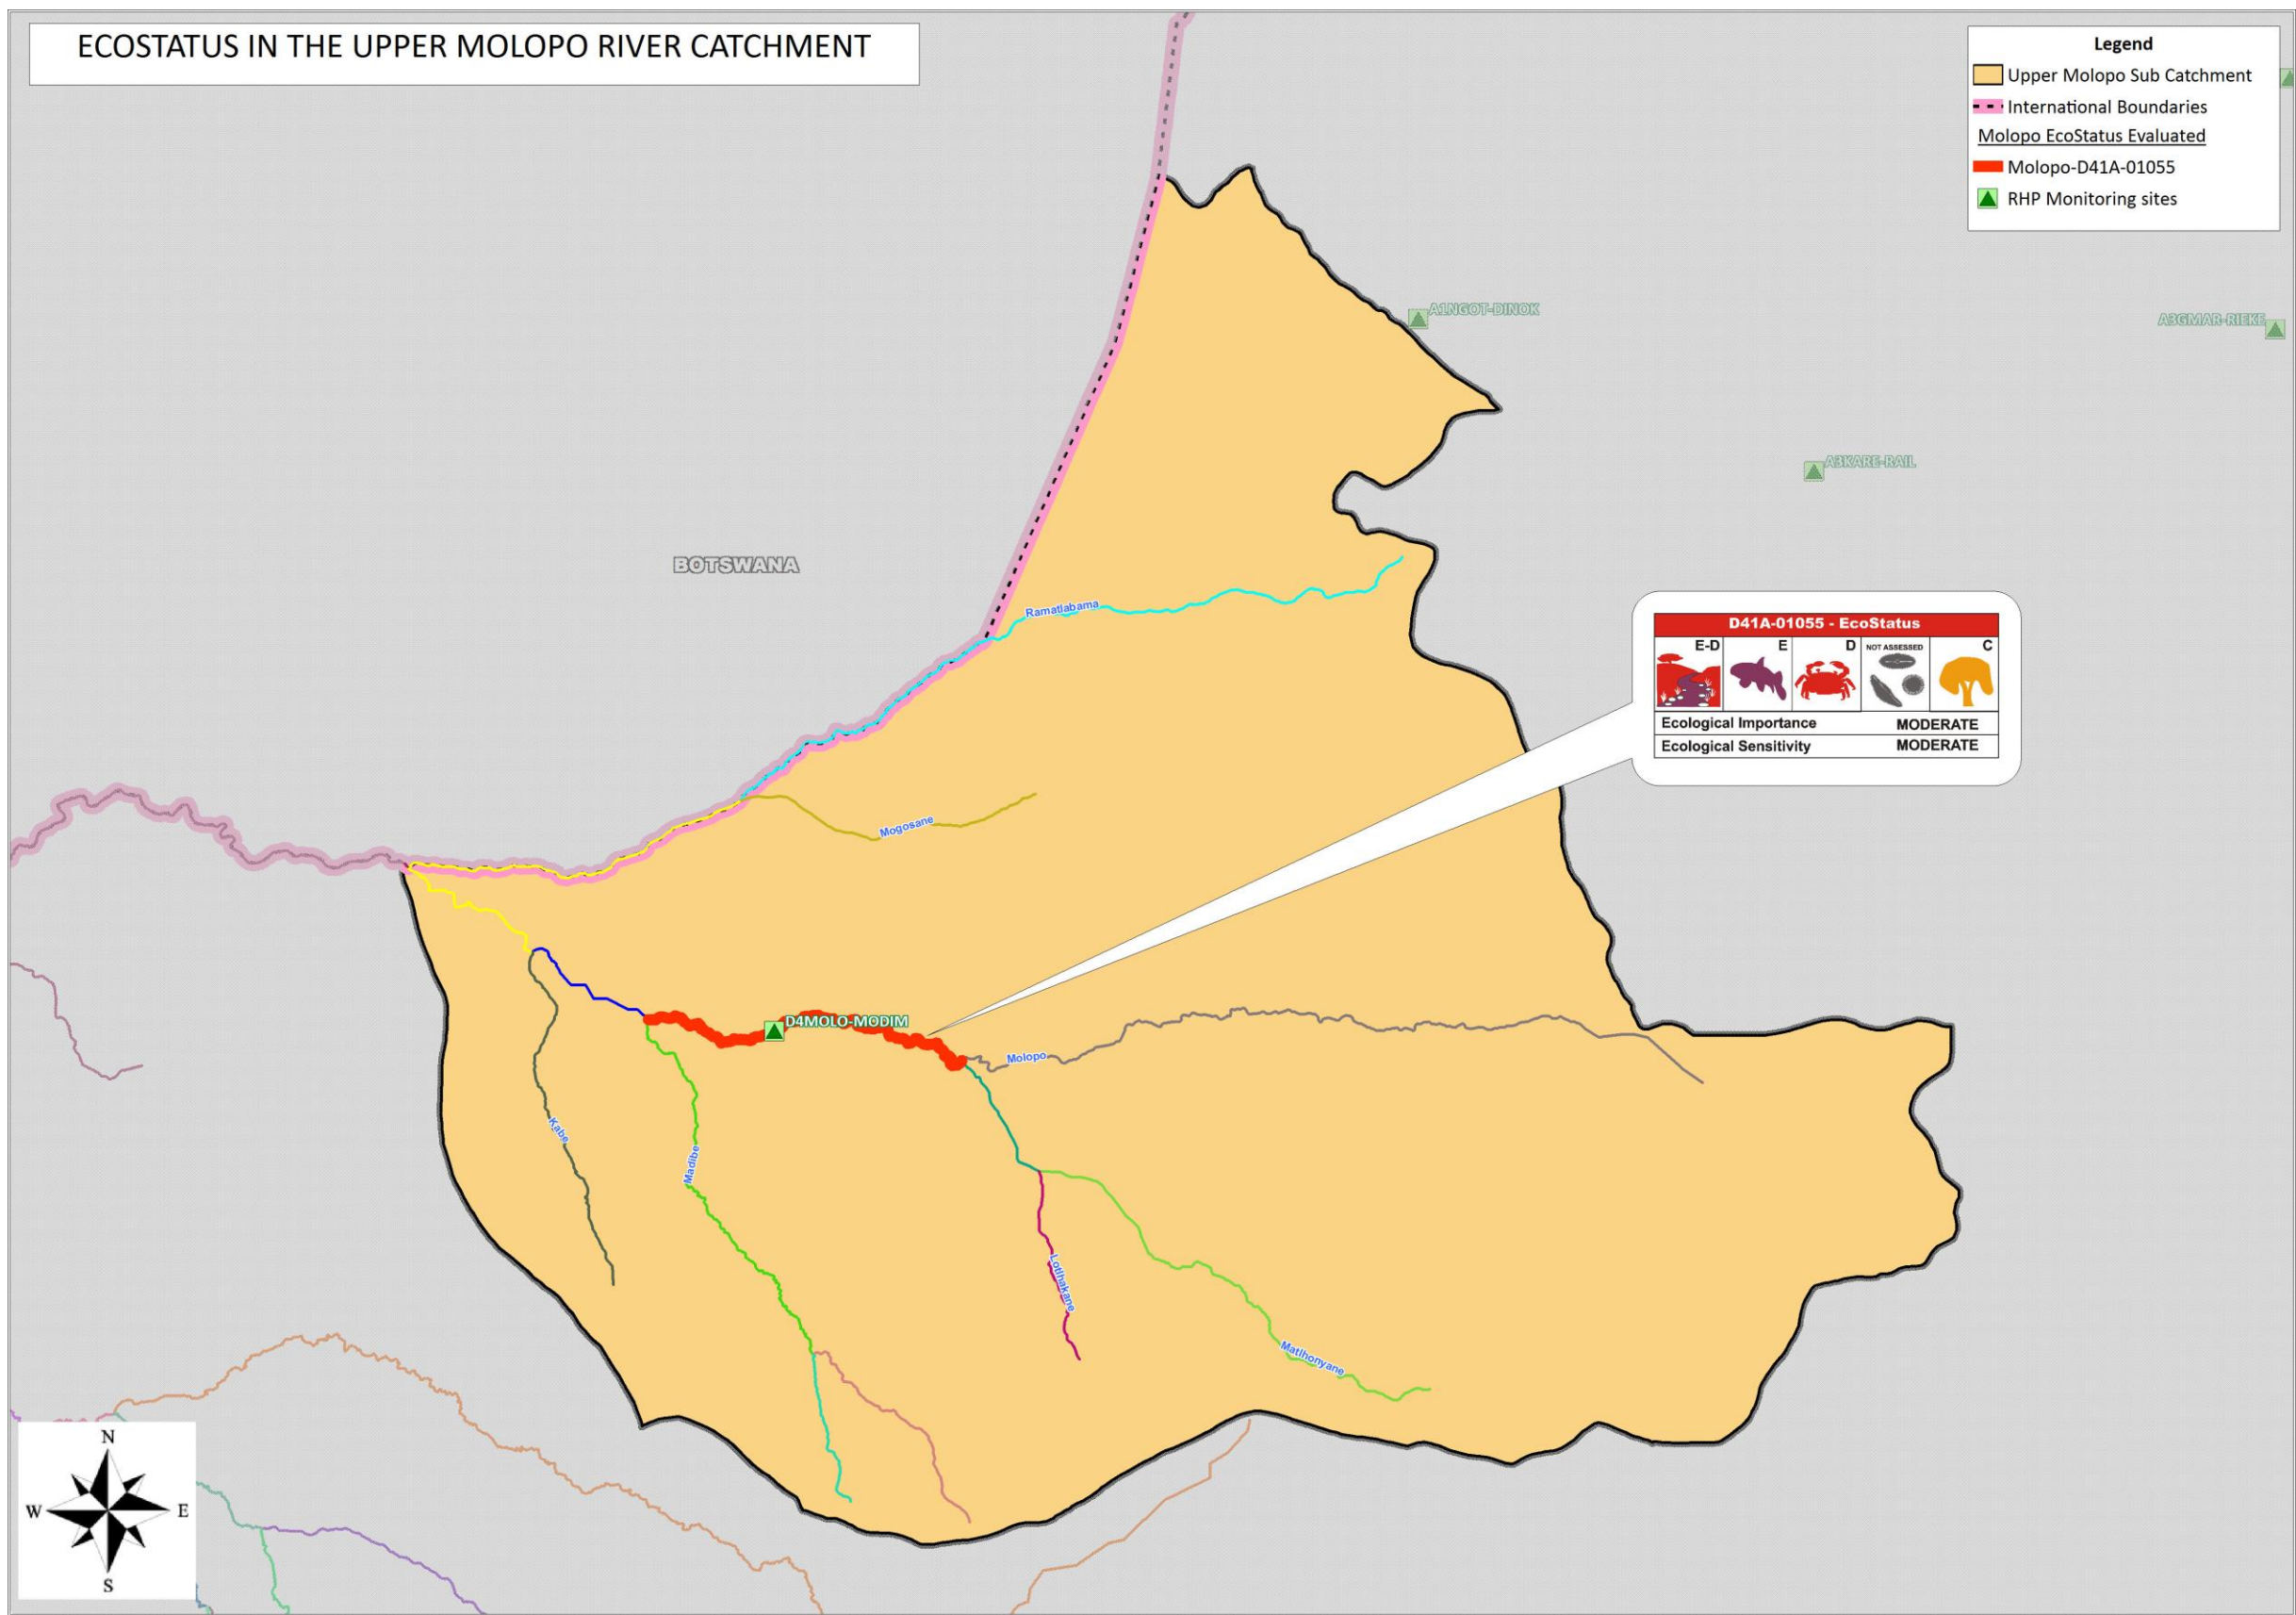 ECOSTATUS IN THE UPPER MOLOPO RIVER CATCHMENT
Legend
Upper Molopo Sub Catchment
International Boundaries
Molopo EcoStatus Evaluated
Molopo-D41A-01055
RHP Monitoring sites
A1NGOT-DINOK
A3GMAR-RIEKE
A3KARE-RAIL
BOTSWANA
Ramatlabama
D41A-01055 - EcoStatus
E-D
E
D
NOT ASSESSED
C
Ecological Importance MODERATE
Ecological Sensitivity MODERATE
Mogosane
D4MOLO-MODIM
Molopo
Kabe
Madibe
Lotlhakane
Matlhonyane
N
W
E
S